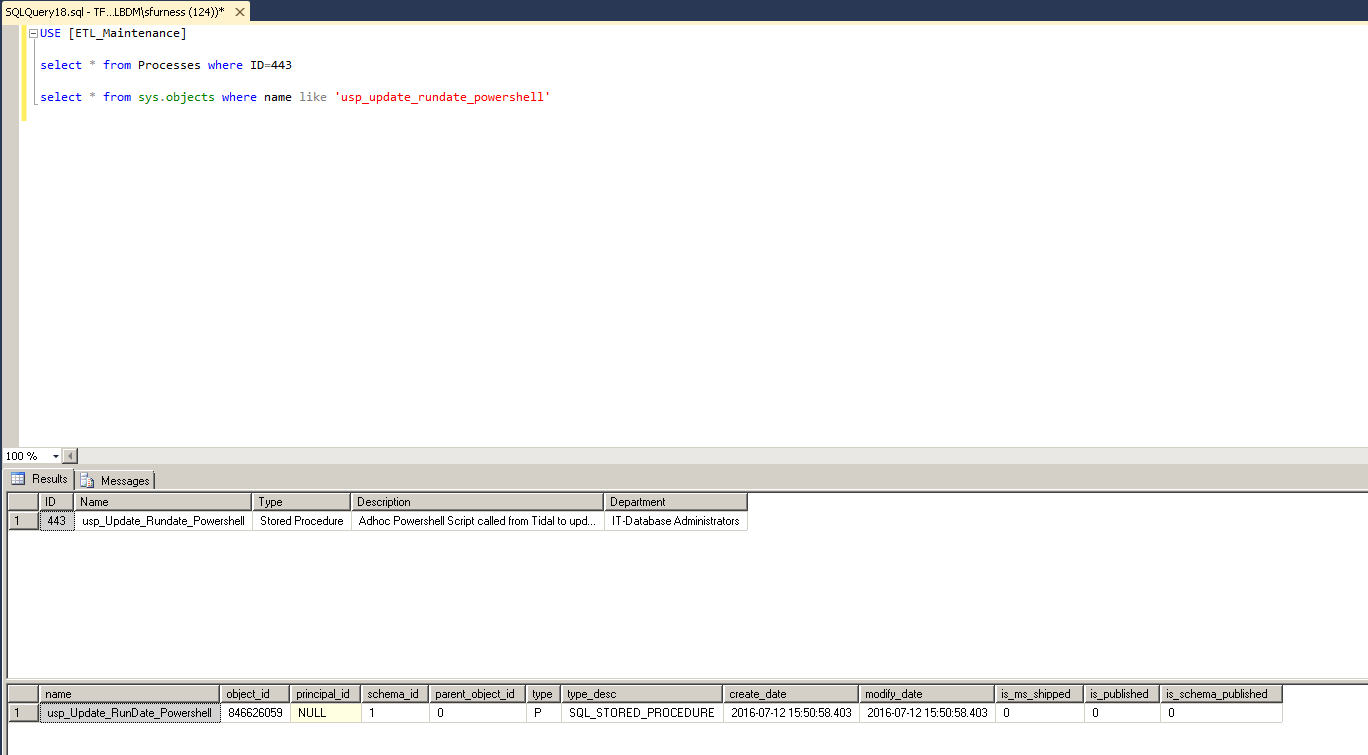 SQLQuery18.sql - TF...LBDM\sfurness (124))*
USE [ETL_Maintenance]
select * from Processes where ID=443
select * from sys.objects where name like 'usp_update_rundate_powershell'
100 %
Results Messages
ID Name Type Description Department
1 443 usp_Update_Rundate_Powershell Stored Procedure Adhoc Powershell Script called from Tidal to upd... IT-Database Administrators
name object_id principal_id schema_id parent_object_id type type_desc create_date modify_date is_ms_shipped is_published is_schema_published
1 usp_Update_RunDate_Powershell 846626059 NULL 1 0 P SQL_STORED_PROCEDURE 2016-07-12 15:50:58.403 2016-07-12 15:50:58.403 0 0 0